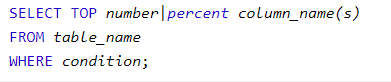 SELECT TOP number|percent column_name(s)
FROM table_name
WHERE condition;